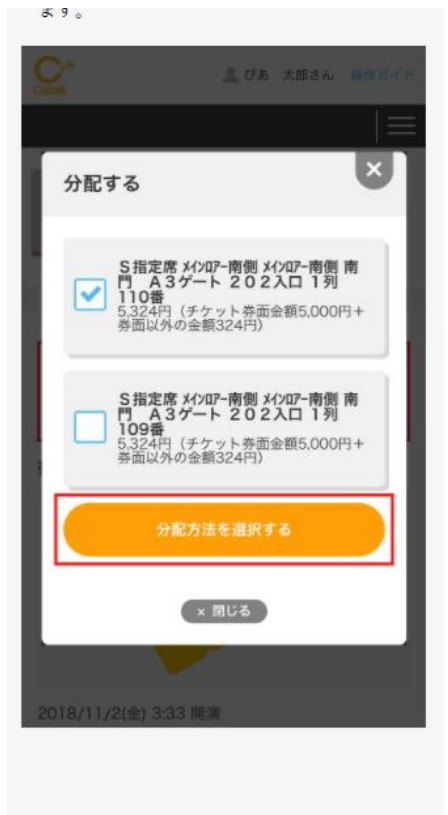 ます。
Cloak
ぴあ 太郎さん 操作ガイド
分配する
×
S指定席 ﾒｲﾝﾛｱｰ南側 ﾒｲﾝﾛｱｰ南側 南
門 A3ゲート 202入口 1列
110番
5,324円（チケット券面金額5,000円＋
券面以外の金額324円）
S指定席 ﾒｲﾝﾛｱｰ南側 ﾒｲﾝﾛｱｰ南側 南
門 A3ゲート 202入口 1列
109番
5,324円（チケット券面金額5,000円＋
券面以外の金額324円）
分配方法を選択する
× 閉じる
2018/11/2(金) 3:33 開演